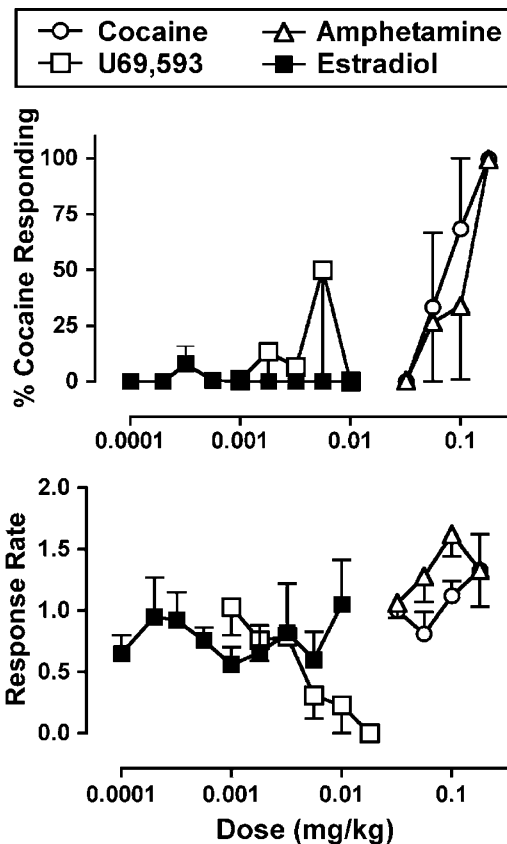 Cocaine Amphetamine
U69,593 Estradiol
% Cocaine Responding
100
75
50
25
0
0.0001 0.001 0.01 0.1
Response Rate
2.0
1.5
1.0
0.5
0.0
0.0001 0.001 0.01 0.1
Dose (mg/kg)